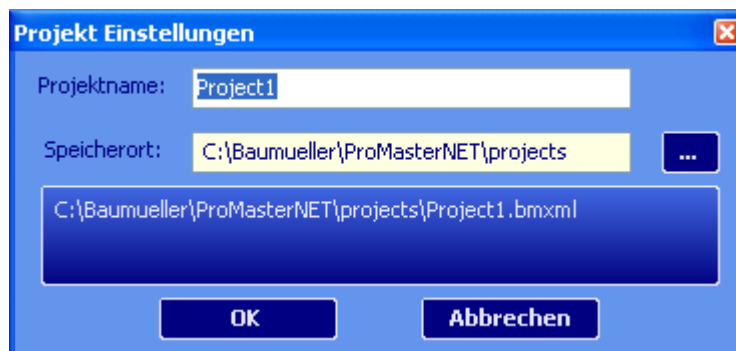 Projekt Einstellungen
Projektname: Project1
Speicherort: C:\Baumueller\ProMasterNET\projects ...
C:\Baumueller\ProMasterNET\projects\Project1.bmxml
OK Abbrechen